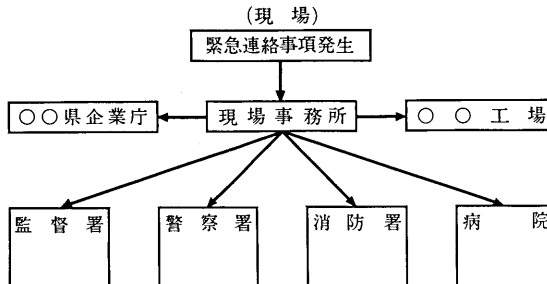 (現場)
緊急連絡事項発生
○○県企業庁
現場事務所
○○工場
監督署
警察署
消防署
病院